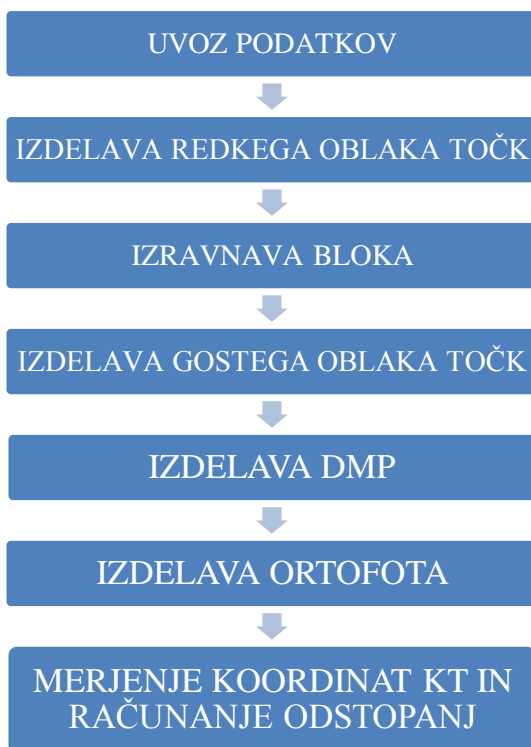 UVOZ PODATKOV
IZDELAVA REDKEGA OBLAKA TOČK
IZRAVNAVA BLOKA
IZDELAVA GOSTEGA OBLAKA TOČK
IZDELAVA DMP
IZDELAVA ORTOFOTA
MERJENJE KOORDINAT KT IN
RAČUNANJE ODSTOPANJ